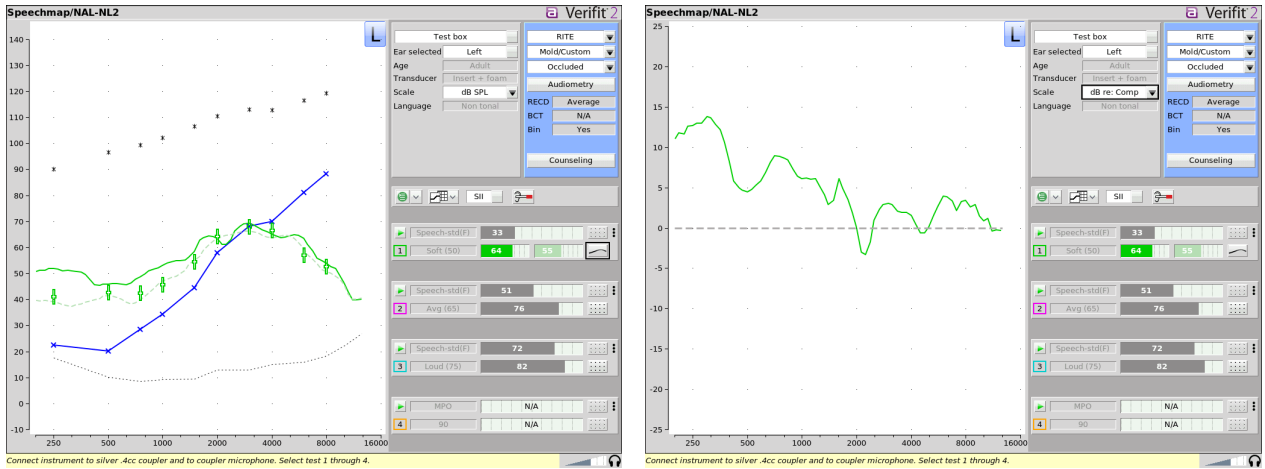 Speechmap/NAL-NL2
a Verifit 2
L
140
130
120
110
100
90
80
70
60
50
40
30
20
10
0
-10
250 500 1000 2000 4000 8000 16000
Test box
Ear selected Left
Age Adult
Transducer Insert + foam
Scale dB SPL
Language Non tonal
RITE
Mold/Custom
Occluded
Audiometry
RECD Average
BCT N/A
Bin Yes
Counseling
SII
Speech-std(F) 33
1 Soft (50) 64 55
Speech-std(F) 51
2 Avg (65) 76
Speech-std(F) 72
3 Loud (75) 82
MPO N/A
4 90 N/A
Connect instrument to silver .4cc coupler and to coupler microphone. Select test 1 through 4.
Speechmap/NAL-NL2
a Verifit 2
L
25
20
15
10
5
0
-5
-10
-15
-20
-25
250 500 1000 2000 4000 8000 16000
Test box
Ear selected Left
Age Adult
Transducer Insert + foam
Scale dB re: Comp
Language Non tonal
RITE
Mold/Custom
Occluded
Audiometry
RECD Average
BCT N/A
Bin Yes
Counseling
SII
Speech-std(F) 33
1 Soft (50) 64 55
Speech-std(F) 51
2 Avg (65) 76
Speech-std(F) 72
3 Loud (75) 82
MPO N/A
4 90 N/A
Connect instrument to silver .4cc coupler and to coupler microphone. Select test 1 through 4.